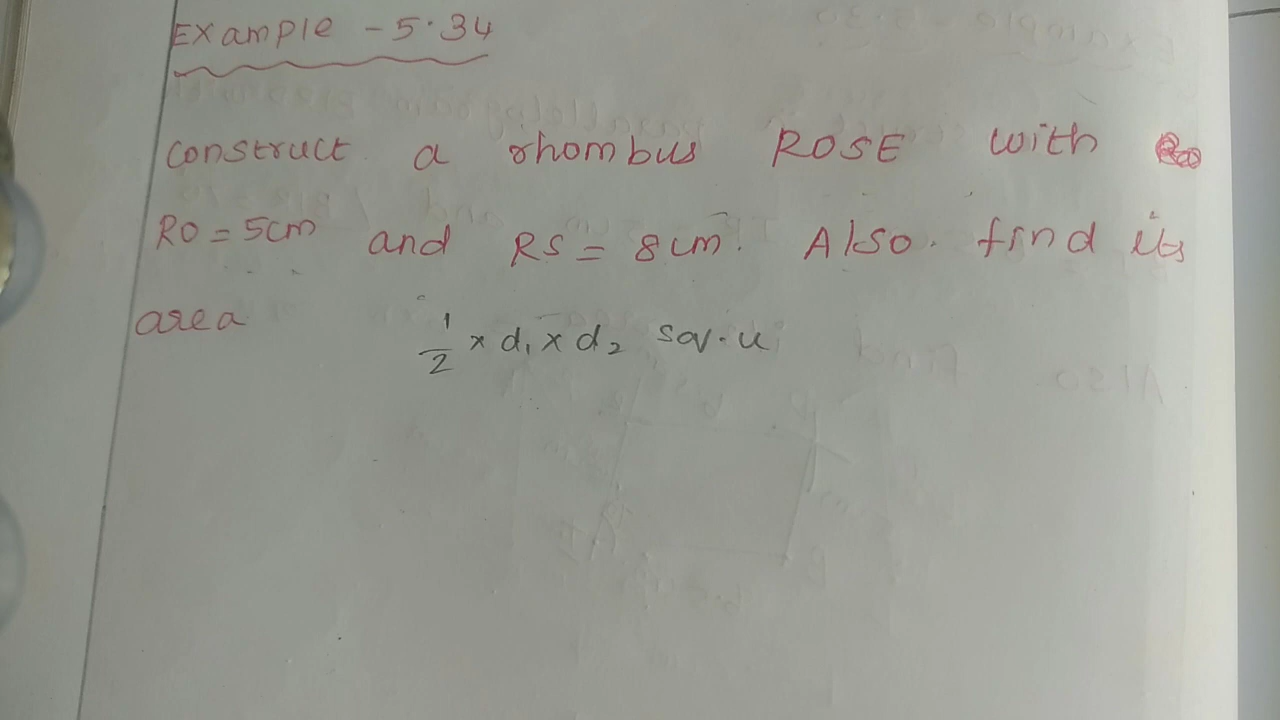 Example - 5.34
construct a rhombus ROSE with
RO = 5cm and RS = 8cm. Also. find its
area
1/2 × d₁ × d₂ sq.u